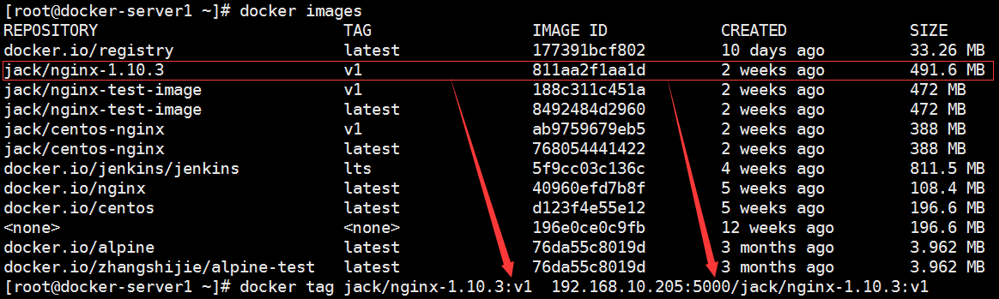 [root@docker-server1 ~]# docker images
REPOSITORY TAG IMAGE ID CREATED SIZE
docker.io/registry latest 177391bcf802 10 days ago 33.26 MB
jack/nginx-1.10.3 v1 811aa2f1aa1d 2 weeks ago 491.6 MB
jack/nginx-test-image v1 188c311c451a 2 weeks ago 472 MB
jack/nginx-test-image latest 8492484d2960 2 weeks ago 472 MB
jack/centos-nginx v1 ab9759679eb5 2 weeks ago 388 MB
jack/centos-nginx latest 768054441422 2 weeks ago 388 MB
docker.io/jenkins/jenkins lts 5f9cc03c136c 4 weeks ago 811.5 MB
docker.io/nginx latest 40960efd7b8f 5 weeks ago 108.4 MB
docker.io/centos latest d123f4e55e12 5 weeks ago 196.6 MB
<none> <none> 196e0ce0c9fb 12 weeks ago 196.6 MB
docker.io/alpine latest 76da55c8019d 3 months ago 3.962 MB
docker.io/zhangshijie/alpine-test latest 76da55c8019d 3 months ago 3.962 MB
[root@docker-server1 ~]# docker tag jack/nginx-1.10.3:v1 192.168.10.205:5000/jack/nginx-1.10.3:v1